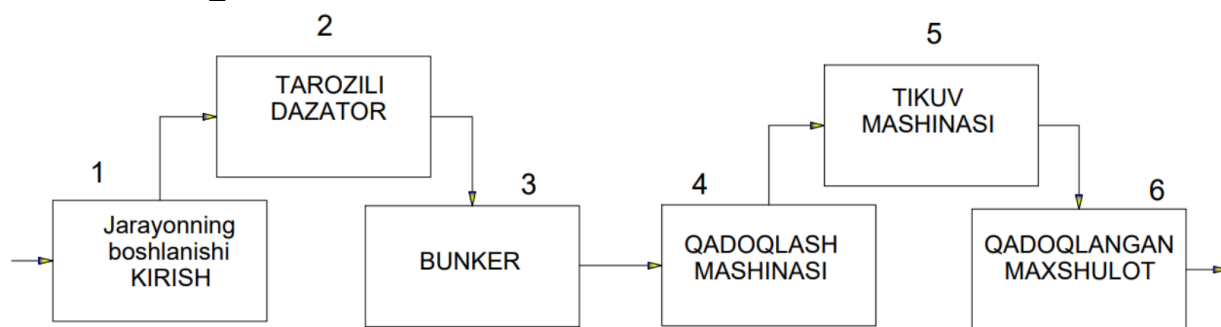 1
Jarayonning
boshlanishi
KIRISH
2
TAROZILI
DAZATOR
3
BUNKER
4
QADOQLASH
MASHINASI
5
TIKUV
MASHINASI
6
QADOQLANGAN
MAXSHULOT